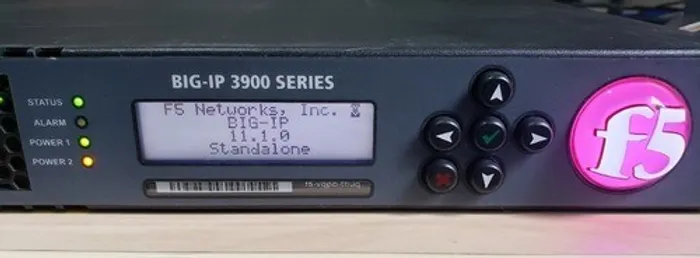 BIG-IP 3900 SERIES
STATUS
ALARM
POWER 1
POWER 2
F5 Networks, Inc.
BIG-IP
11.1.0
Standalone
f5